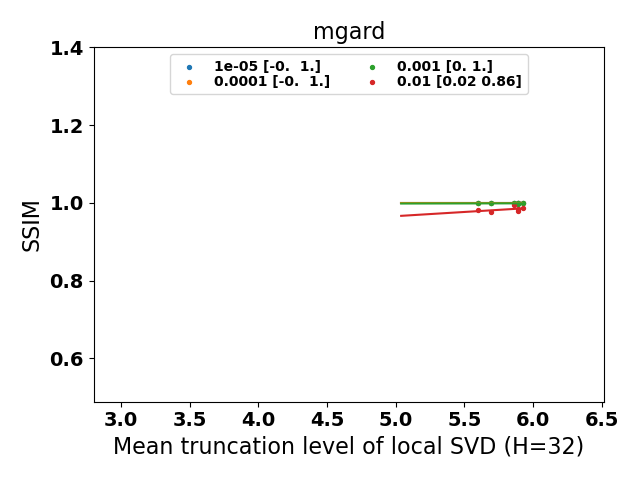 mgard
1e-05 [-0.  1.]
0.0001 [-0.  1.]
0.001 [0. 1.]
0.01 [0.02 0.86]
1.4
1.2
1.0
0.8
0.6
SSIM
3.0 3.5 4.0 4.5 5.0 5.5 6.0 6.5
Mean truncation level of local SVD (H=32)